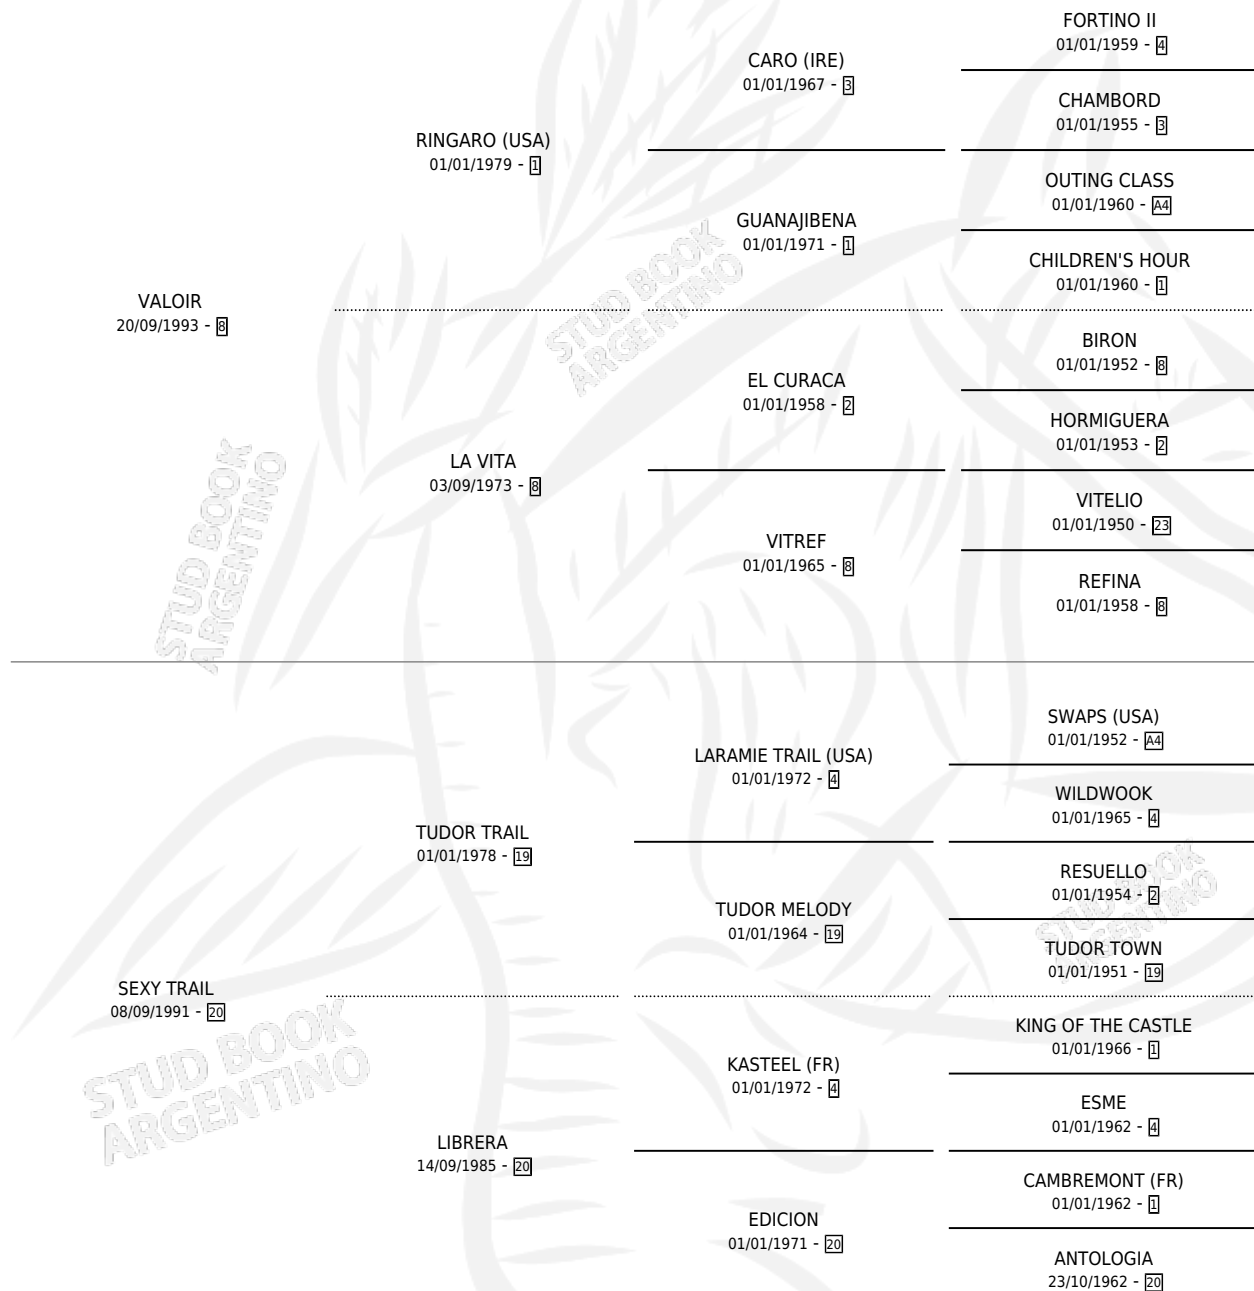 FORTINO II
01/01/1959 - 4
CARO (IRE)
01/01/1967 - 3
CHAMBORD
01/01/1955 - 3
RINGARO (USA)
01/01/1979 - 1
OUTING CLASS
01/01/1960 - A4
GUANAJIBENA
01/01/1971 - 1
CHILDREN'S HOUR
01/01/1960 - 1
VALOIR
20/09/1993 - 8
BIRON
01/01/1952 - 8
EL CURACA
01/01/1958 - 2
HORMIGUERA
01/01/1953 - 2
LA VITA
03/09/1973 - 8
VITELIO
01/01/1950 - 23
VITREF
01/01/1965 - 8
REFINA
01/01/1958 - 8
SWAPS (USA)
01/01/1952 - A4
LARAMIE TRAIL (USA)
01/01/1972 - 4
WILDWOOK
01/01/1965 - 4
TUDOR TRAIL
01/01/1978 - 19
RESUELLO
01/01/1954 - 2
TUDOR MELODY
01/01/1964 - 19
TUDOR TOWN
01/01/1951 - 19
SEXY TRAIL
08/09/1991 - 20
KING OF THE CASTLE
01/01/1966 - 1
KASTEEL (FR)
01/01/1972 - 4
ESME
01/01/1962 - 4
LIBRERA
14/09/1985 - 20
CAMBREMONT (FR)
01/01/1962 - 1
EDICION
01/01/1971 - 20
ANTOLOGIA
23/10/1962 - 20
STUD BOOK
ARGENTINO
STUD BOOK
ARGENTINO
STUD BOOK
ARGENTINO
STUD BOOK
ARGENTINO